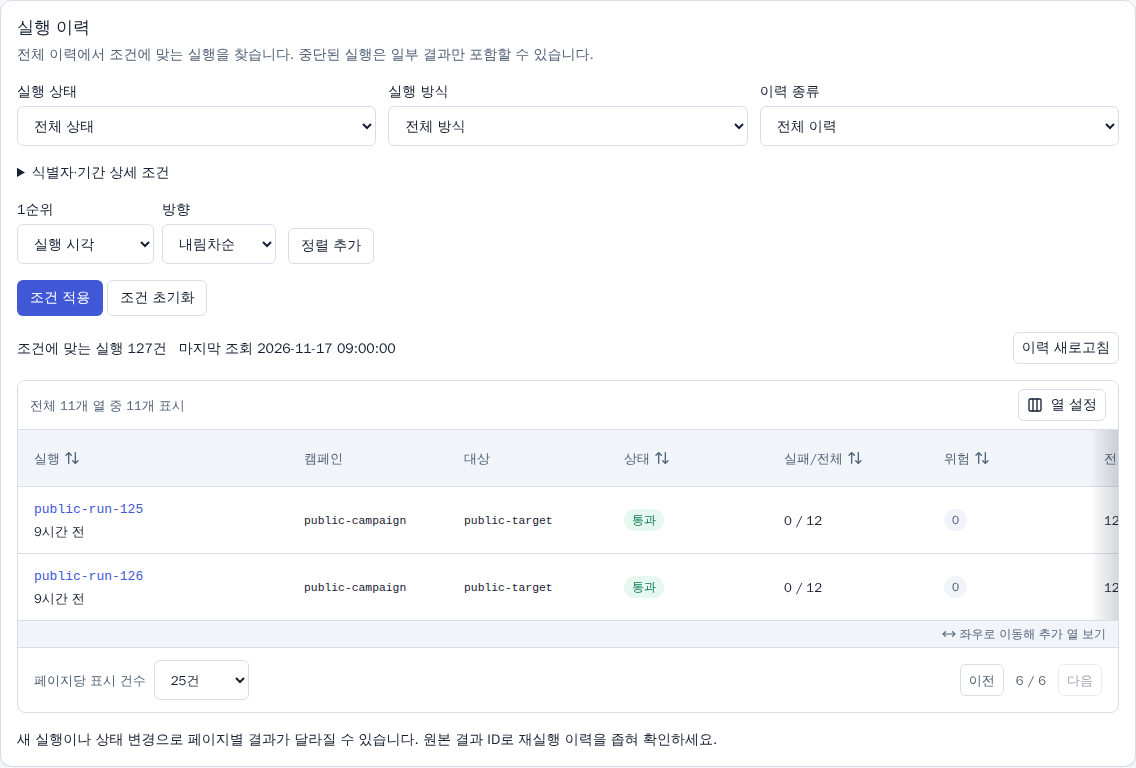 실행 이력
전체 이력에서 조건에 맞는 실행을 찾습니다. 중단된 실행은 일부 결과만 포함할 수 있습니다.
실행 상태 실행 방식 이력 종류
전체 상태 전체 방식 전체 이력
식별자·기간 상세 조건
1순위 방향
실행 시각 내림차순 정렬 추가
조건 적용 조건 초기화
조건에 맞는 실행 127건 마지막 조회 2026-11-17 09:00:00 이력 새로고침
전체 11개 열 중 11개 표시 열 설정
실행 캠페인 대상 상태 실패/전체 위험 전
public-run-125
9시간 전 public-campaign public-target 통과 0 / 12 0 12
public-run-126
9시간 전 public-campaign public-target 통과 0 / 12 0 12
좌우로 이동해 추가 열 보기
페이지당 표시 건수 25건 이전 6 / 6 다음
새 실행이나 상태 변경으로 페이지별 결과가 달라질 수 있습니다. 원본 결과 ID로 재실행 이력을 좁혀 확인하세요.